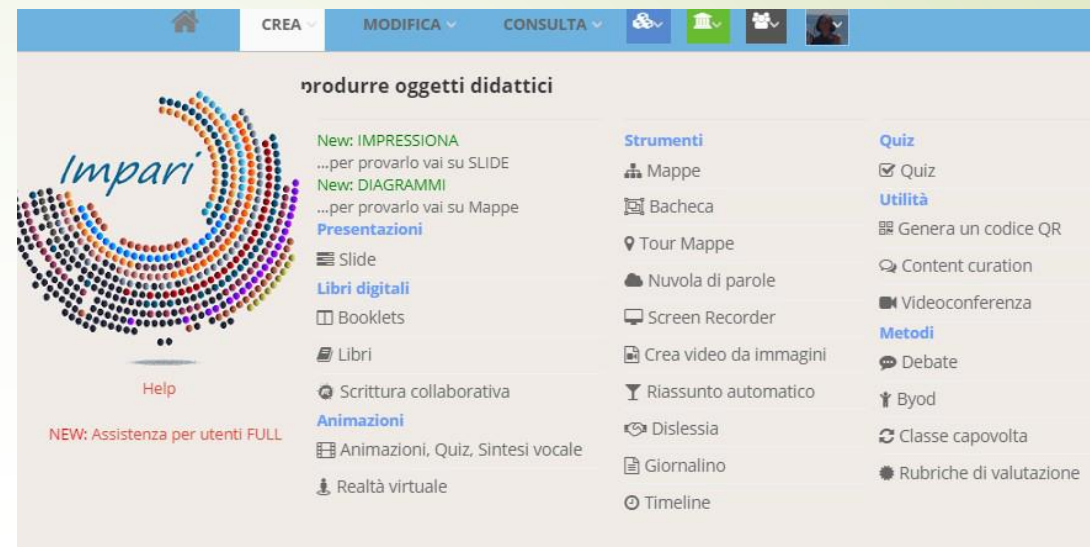 CREA
MODIFICA
CONSULTA
produrre oggetti didattici
Impari
Help
NEW: Assistenza per utenti FULL
New: IMPRESSIONA
...per provarlo vai su SLIDE
New: DIAGRAMMI
...per provarlo vai su Mappe
Presentazioni
Slide
Libri digitali
Booklets
Libri
Scrittura collaborativa
Animazioni
Animazioni, Quiz, Sintesi vocale
Realtà virtuale
Strumenti
Mappe
Bacheca
Tour Mappe
Nuvola di parole
Screen Recorder
Crea video da immagini
Riassunto automatico
Dislessia
Giornalino
Timeline
Quiz
Quiz
Utilità
Genera un codice QR
Content curation
Videoconferenza
Metodi
Debate
Byod
Classe capovolta
Rubriche di valutazione